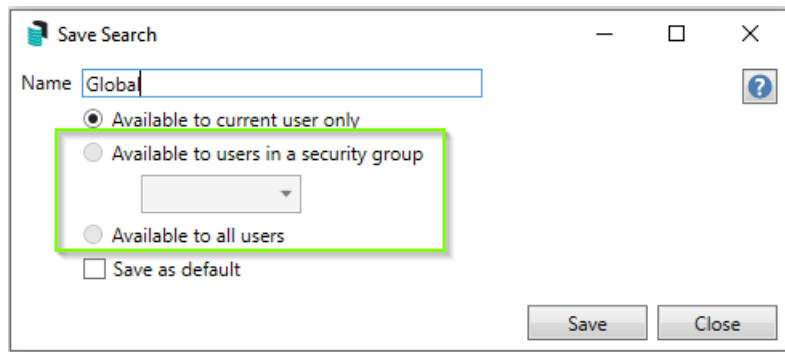 Save Search
Name Global
Available to current user only
Available to users in a security group
Available to all users
Save as default
Save Close